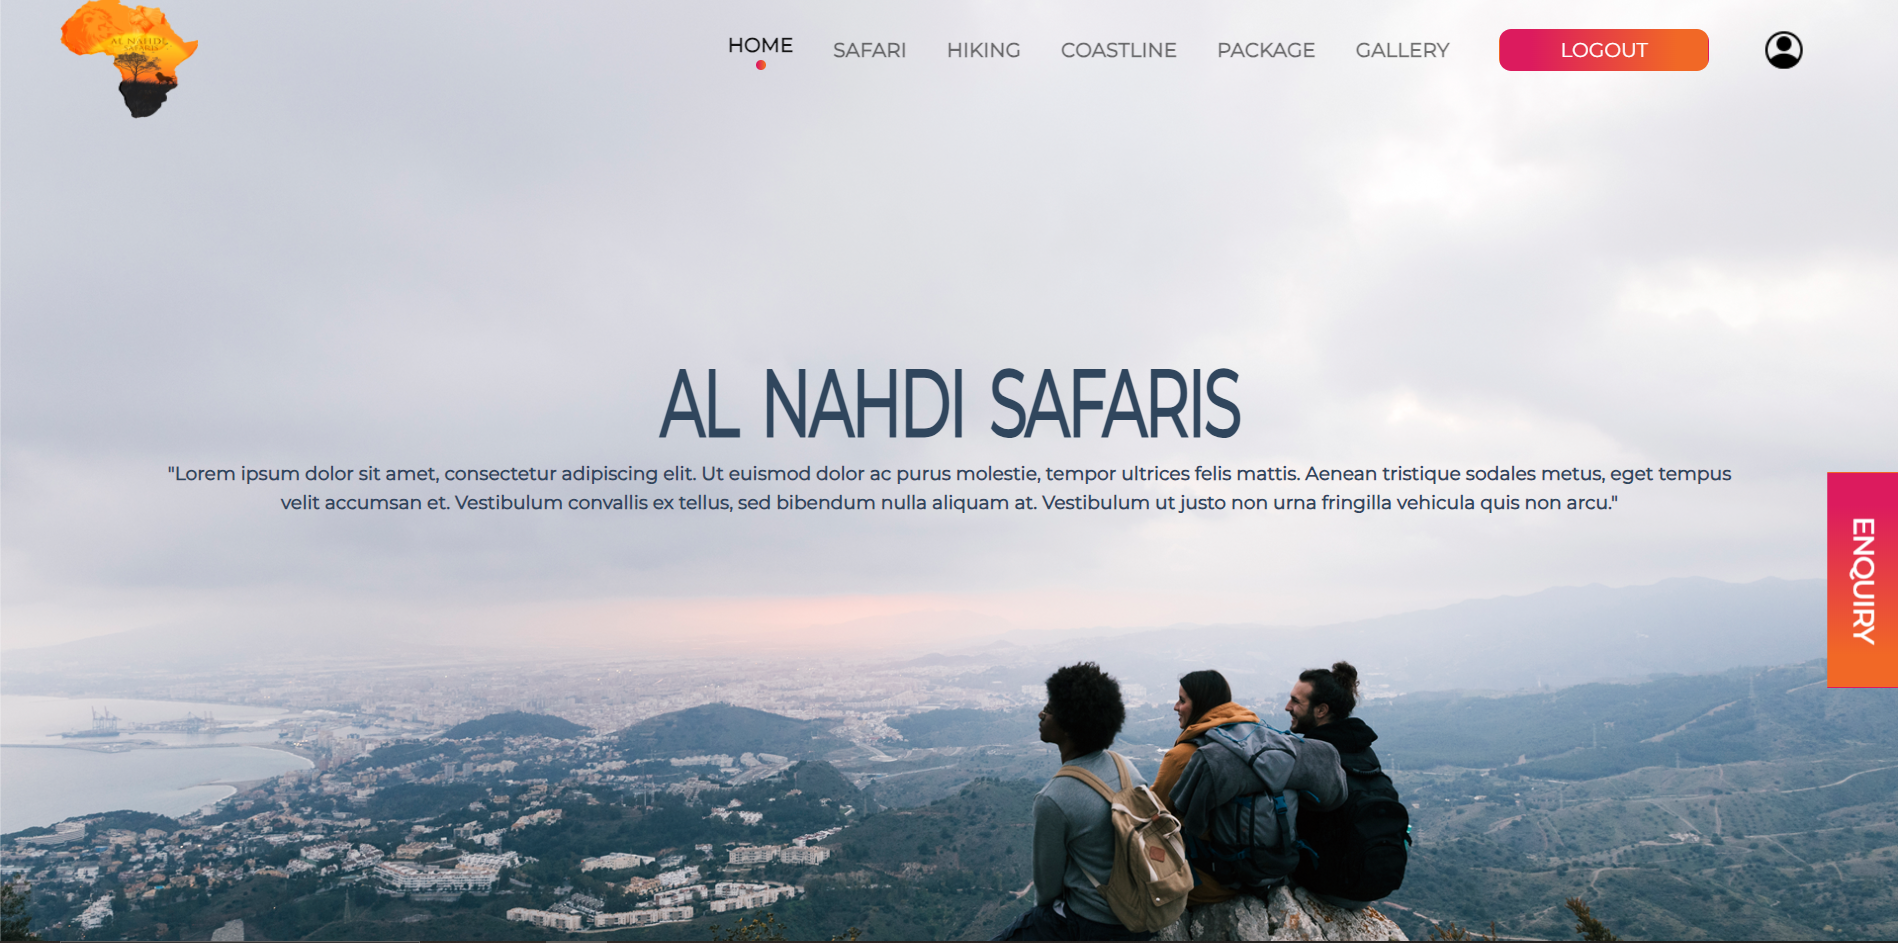 AL NAHDI
SAFARIS
HOME
SAFARI
HIKING
COASTLINE
PACKAGE
GALLERY
LOGOUT
AL NAHDI SAFARIS
"Lorem ipsum dolor sit amet, consectetur adipiscing elit. Ut euismod dolor ac purus molestie, tempor ultrices felis mattis. Aenean tristique sodales metus, eget tempus
velit accumsan et. Vestibulum convallis ex tellus, sed bibendum nulla aliquam at. Vestibulum ut justo non urna fringilla vehicula quis non arcu."
ENQUIRY